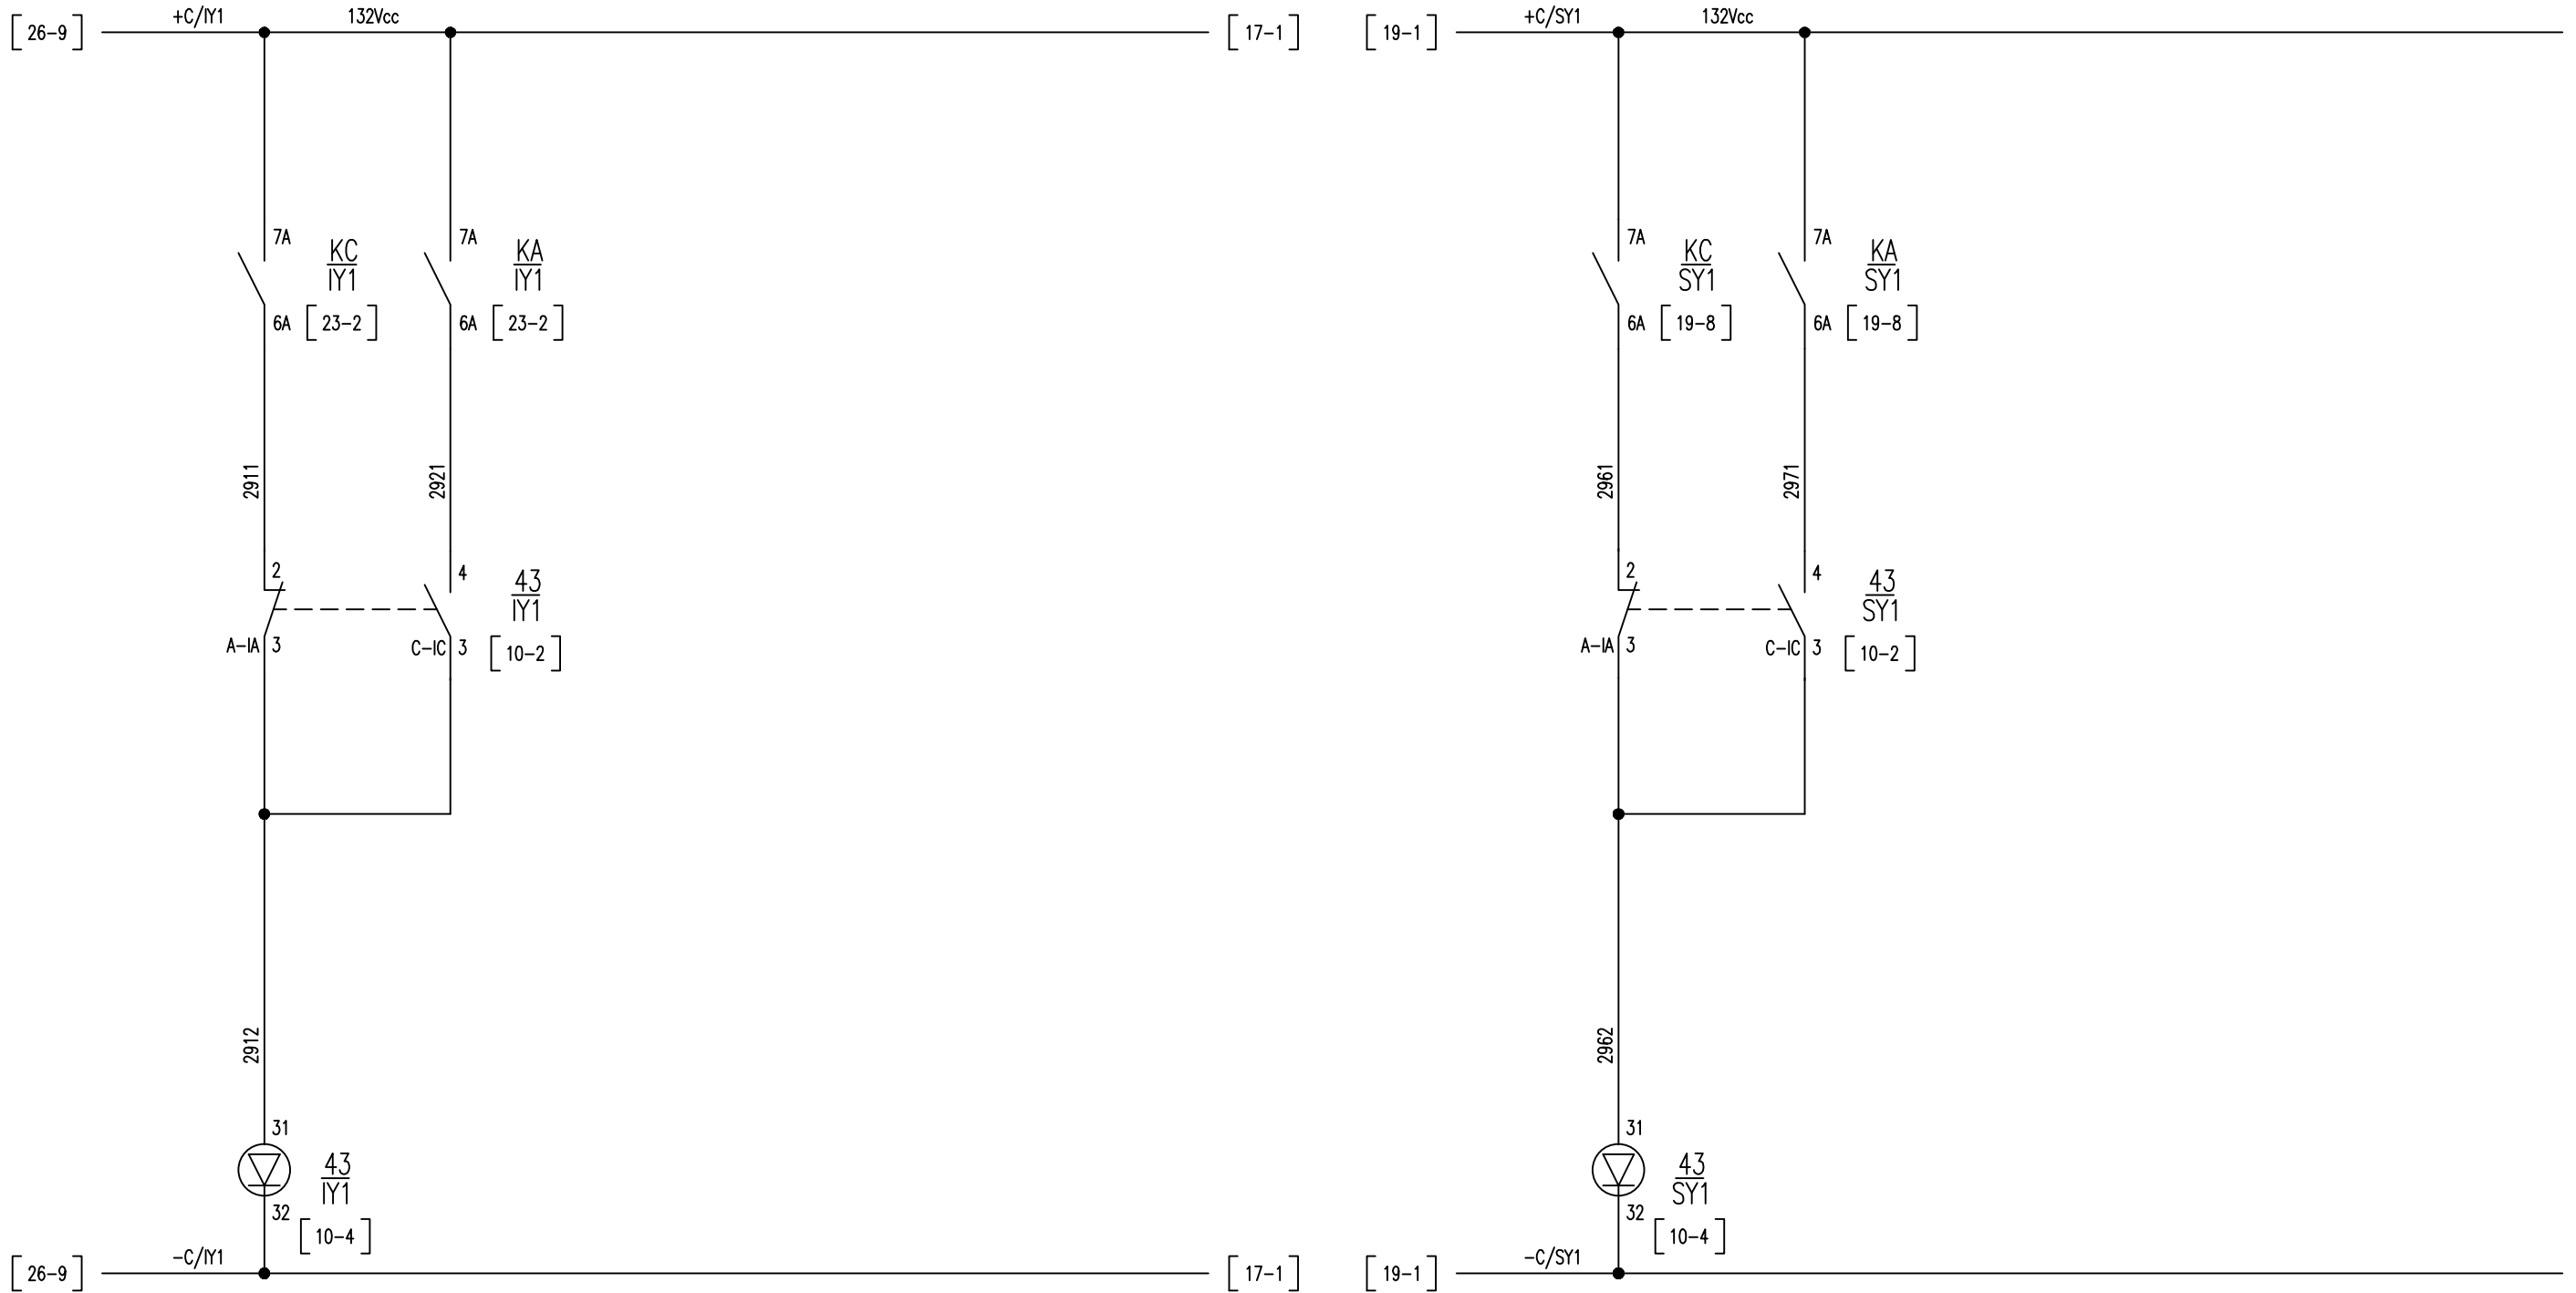 +C/IY1 132Vcc +C/SY1 132Vcc
[26-9] [17-1] [19-1]
7A KC 7A KA 7A KC 7A KA
IY1 IY1 SY1 SY1
6A [23-2] 6A [23-2] 6A [19-8] 6A [19-8]
2911 2921 2961 2971
2 4 43 2 4 43
IY1 SY1
A-IA 3 C-IC 3 [10-2] A-IA 3 C-IC 3 [10-2]
2912 2962
31 31
43 43
IY1 SY1
32 [10-4] 32 [10-4]
-C/IY1 -C/SY1
[26-9] [17-1] [19-1]